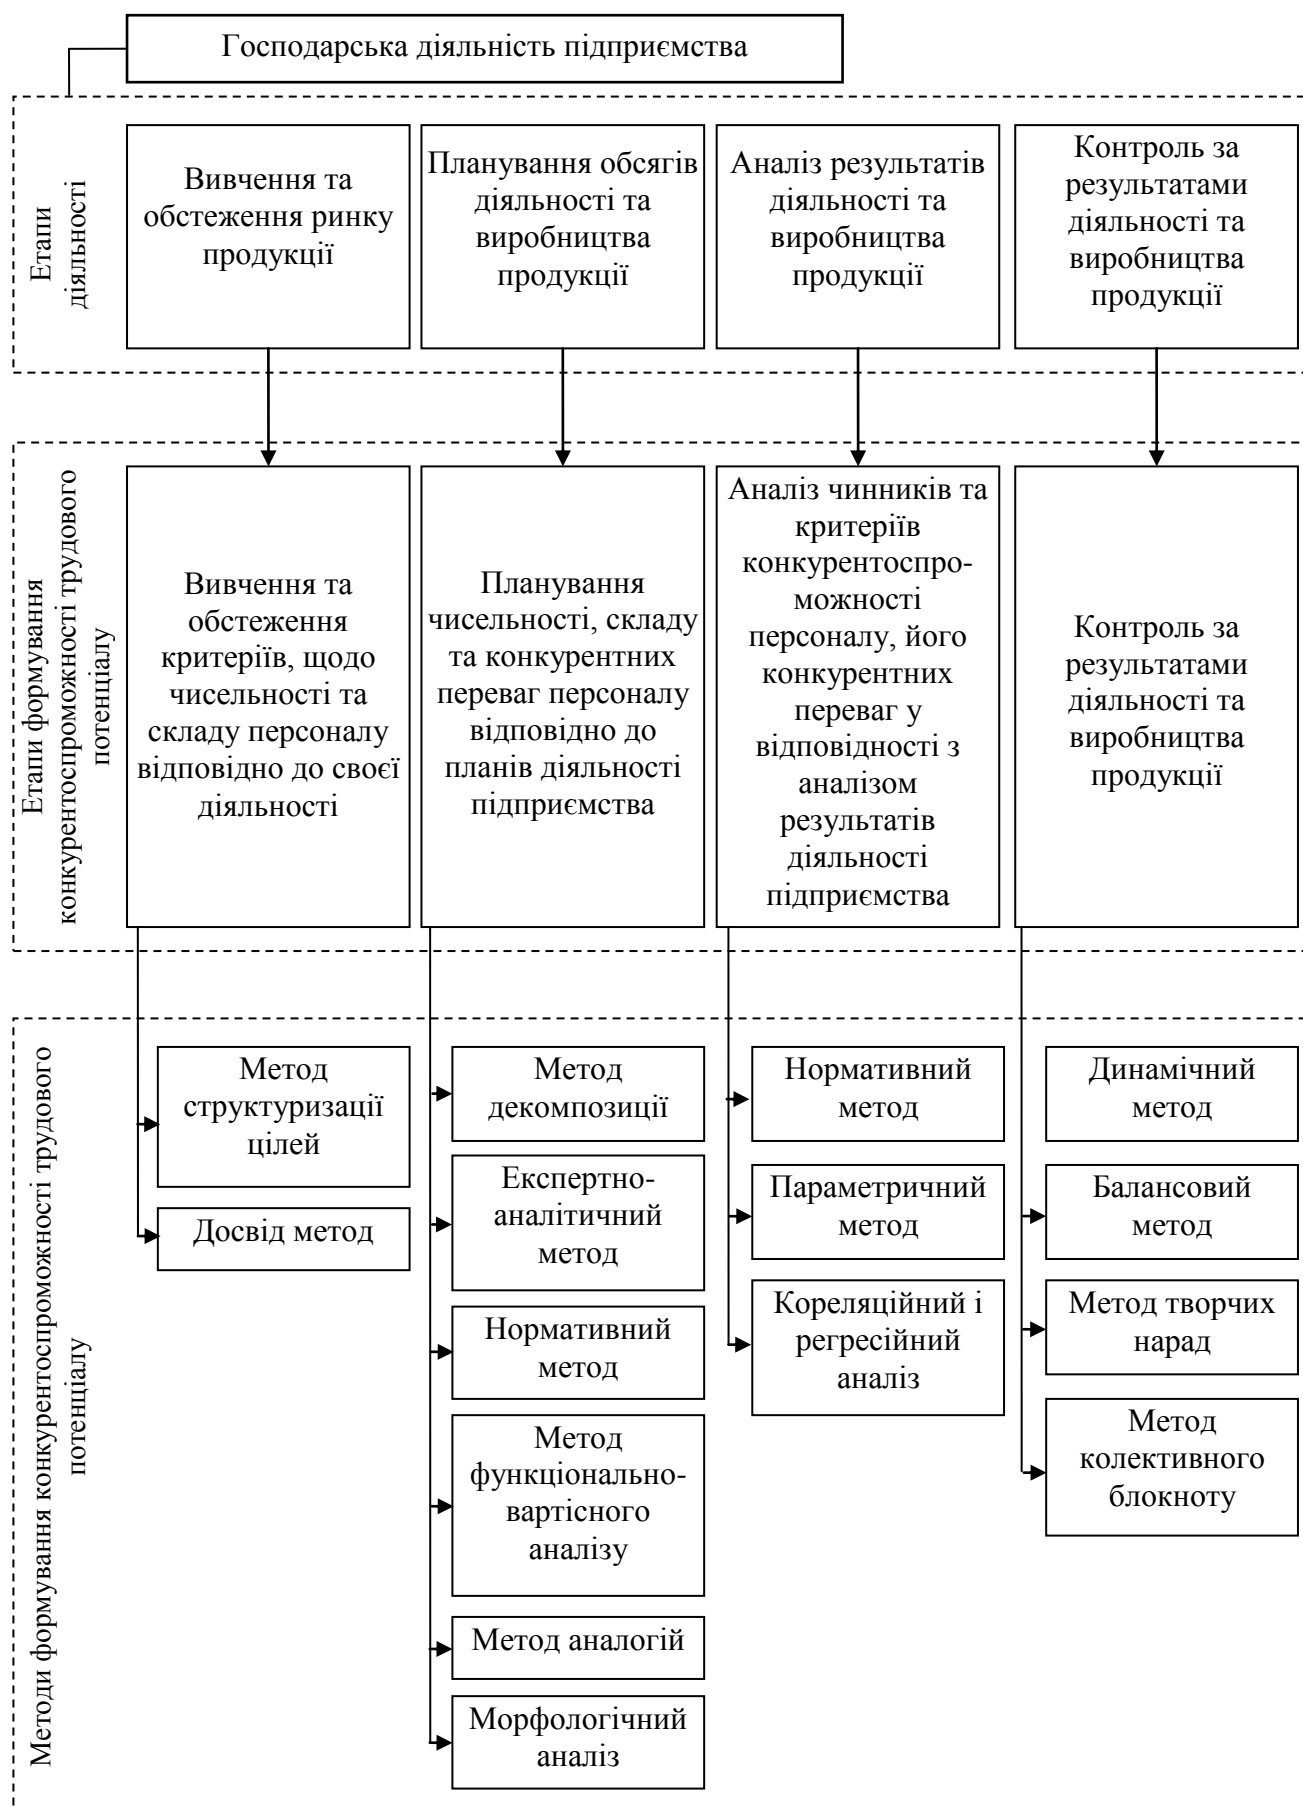 Господарська діяльність підприємства
Етапи
діяльності
Вивчення та
обстеження ринку
продукції
Планування обсягів
діяльності та
виробництва
продукції
Аналіз результатів
діяльності та
виробництва
продукції
Контроль за
результатами
діяльності та
виробництва
продукції
Етапи формування
конкурентоспроможності трудового
потенціалу
Вивчення та
обстеження
критеріїв, щодо
чисельності та
складу персоналу
відповідно до своєї
діяльності
Планування
чисельності, складу
та конкурентних
переваг персоналу
відповідно до
планів діяльності
підприємства
Аналіз чинників та
критеріїв
конкурентоспро-
можності
персоналу, його
конкурентних
переваг у
відповідності з
аналізом
результатів
діяльності
підприємства
Контроль за
результатами
діяльності та
виробництва
продукції
Методи формування конкурентоспроможності трудового
потенціалу
Метод
структуризації
цілей
Досвід метод
Метод
декомпозиції
Експертно-
аналітичний
метод
Нормативний
метод
Метод
функціонально-
вартісного
аналізу
Метод аналогій
Морфологічний
аналіз
Нормативний
метод
Параметричний
метод
Кореляційний і
регресійний
аналіз
Динамічний
метод
Балансовий
метод
Метод творчих
нарад
Метод
колективного
блокноту